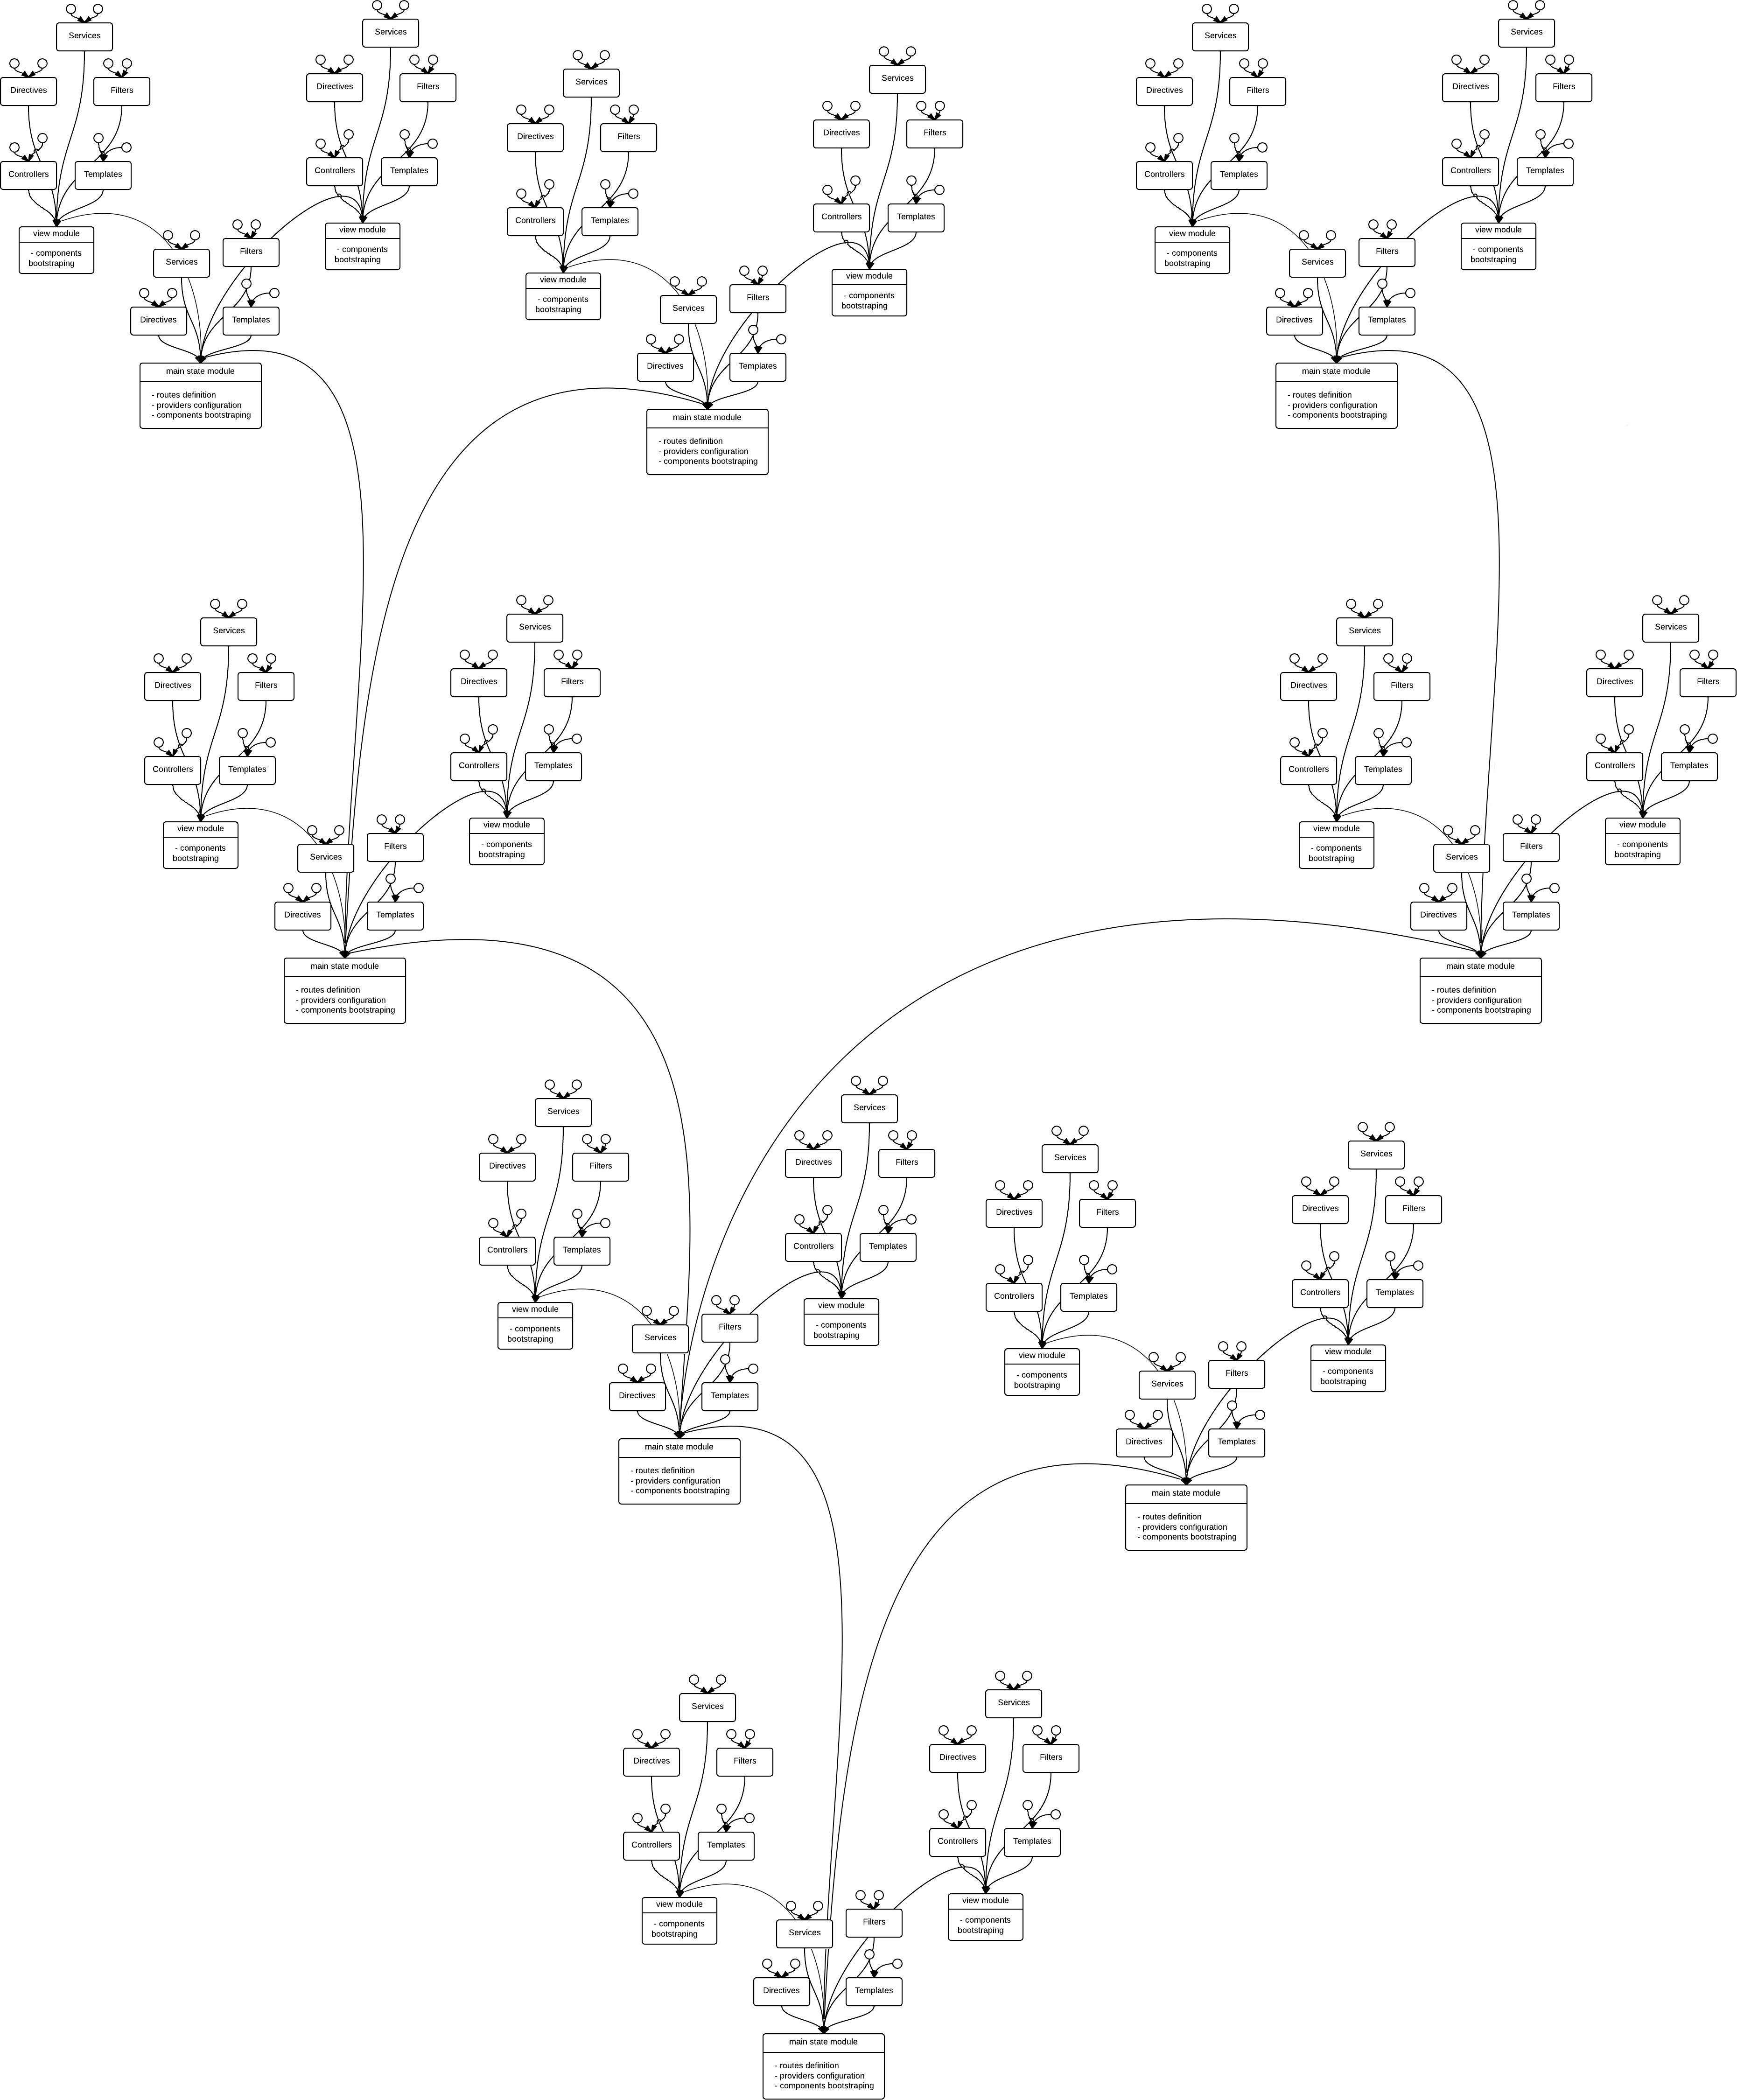 Services
Directives
Filters
Controllers
Templates
view module
- components
bootstraping
Services
Directives
Filters
Controllers
Templates
view module
- components
bootstraping
Services
Filters
Directives
Templates
main state module
- routes definition
- providers configuration
- components bootstraping
Services
Directives
Filters
Controllers
Templates
view module
- components
bootstraping
Services
Directives
Filters
Controllers
Templates
view module
- components
bootstraping
Services
Filters
Directives
Templates
main state module
- routes definition
- providers configuration
- components bootstraping
Services
Directives
Filters
Controllers
Templates
view module
- components
bootstraping
Services
Directives
Filters
Controllers
Templates
view module
- components
bootstraping
Services
Filters
Directives
Templates
main state module
- routes definition
- providers configuration
- components bootstraping
Services
Directives
Filters
Controllers
Templates
view module
- components
bootstraping
Services
Directives
Filters
Controllers
Templates
view module
- components
bootstraping
Services
Filters
Directives
Templates
main state module
- routes definition
- providers configuration
- components bootstraping
Services
Directives
Filters
Controllers
Templates
view module
- components
bootstraping
Services
Directives
Filters
Controllers
Templates
view module
- components
bootstraping
Services
Filters
Directives
Templates
main state module
- routes definition
- providers configuration
- components bootstraping
Services
Directives
Filters
Controllers
Templates
view module
- components
bootstraping
Services
Directives
Filters
Controllers
Templates
view module
- components
bootstraping
Services
Filters
Directives
Templates
main state module
- routes definition
- providers configuration
- components bootstraping
Services
Directives
Filters
Controllers
Templates
view module
- components
bootstraping
Services
Directives
Filters
Controllers
Templates
view module
- components
bootstraping
Services
Filters
Directives
Templates
main state module
- routes definition
- providers configuration
- components bootstraping
Services
Directives
Filters
Controllers
Templates
view module
- components
bootstraping
Services
Directives
Filters
Controllers
Templates
view module
- components
bootstraping
Services
Filters
Directives
Templates
main state module
- routes definition
- providers configuration
- components bootstraping